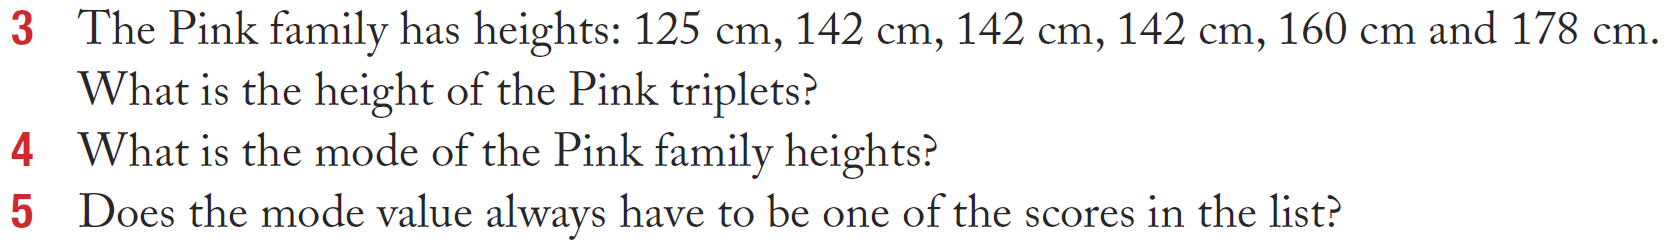 3 The Pink family has heights: 125 cm, 142 cm, 142 cm, 142 cm, 160 cm and 178 cm.
What is the height of the Pink triplets?
4 What is the mode of the Pink family heights?
5 Does the mode value always have to be one of the scores in the list?